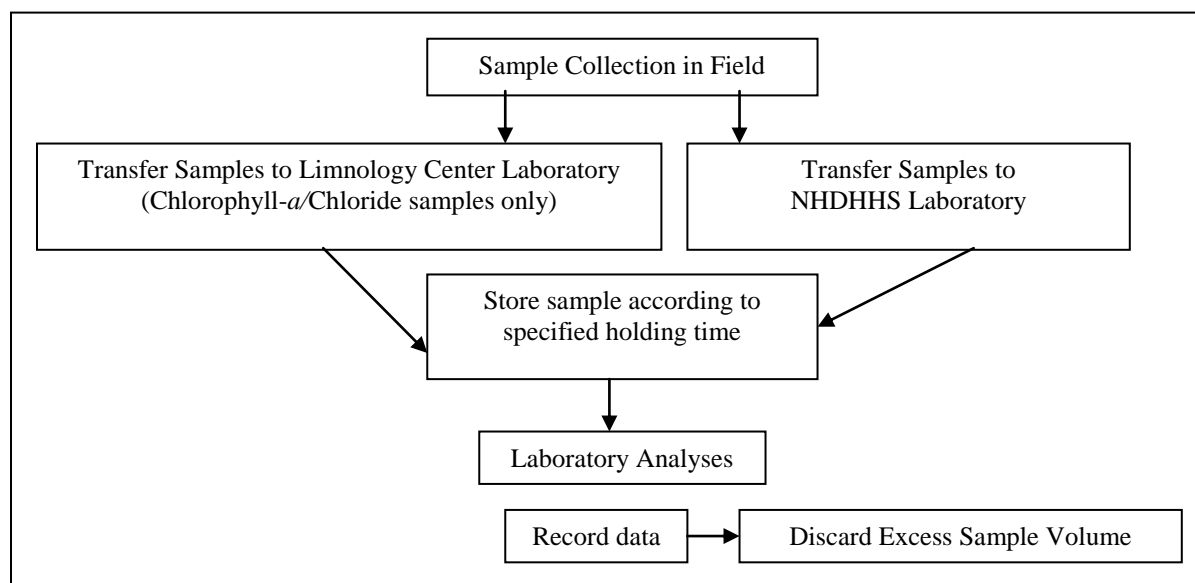 Sample Collection in Field
Transfer Samples to Limnology Center Laboratory
(Chlorophyll-a/Chloride samples only)
Transfer Samples to
NHDHHS Laboratory
Store sample according to
specified holding time
Laboratory Analyses
Record data
Discard Excess Sample Volume